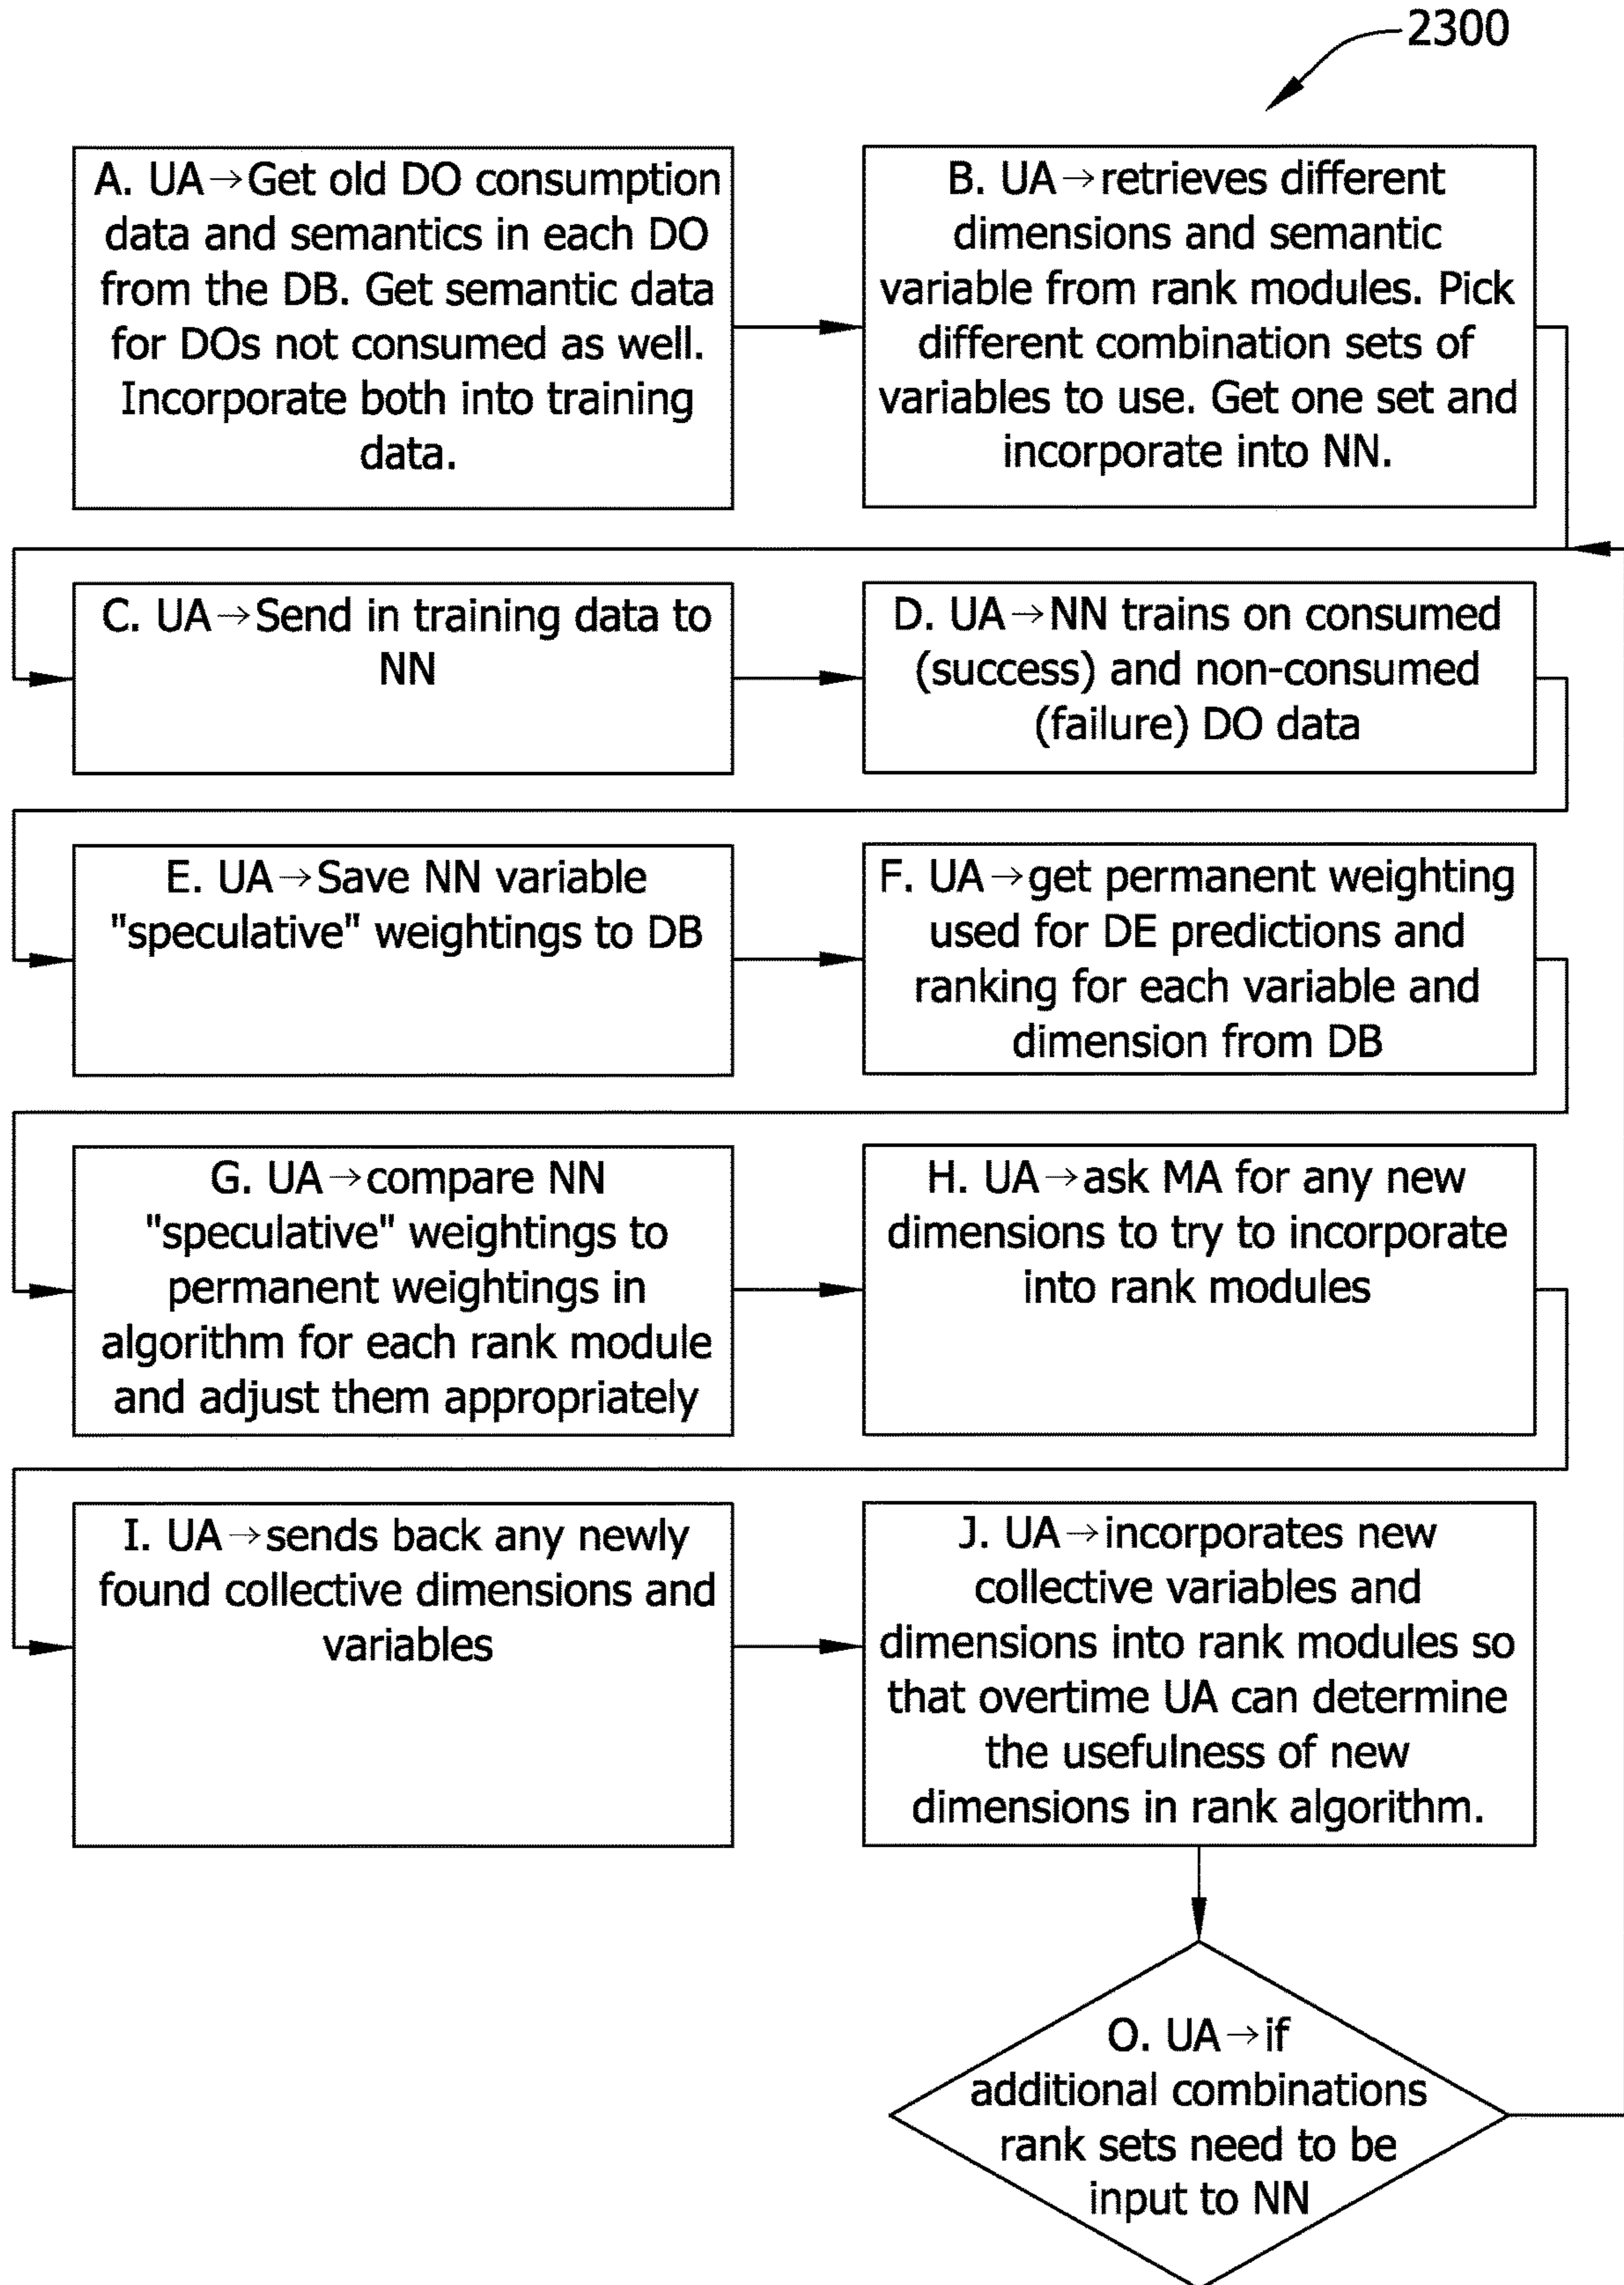 2300
A. UA→Get old DO consumption
data and semantics in each DO
from the DB. Get semantic data
for DOs not consumed as well.
Incorporate both into training
data.
B. UA→retrieves different
dimensions and semantic
variable from rank modules. Pick
different combination sets of
variables to use. Get one set and
incorporate into NN.
C. UA→Send in training data to
NN
D. UA→NN trains on consumed
(success) and non-consumed
(failure) DO data
E. UA→Save NN variable
"speculative" weightings to DB
F. UA→get permanent weighting
used for DE predictions and
ranking for each variable and
dimension from DB
G. UA→compare NN
"speculative" weightings to
permanent weightings in
algorithm for each rank module
and adjust them appropriately
H. UA→ask MA for any new
dimensions to try to incorporate
into rank modules
I. UA→sends back any newly
found collective dimensions and
variables
J. UA→incorporates new
collective variables and
dimensions into rank modules so
that overtime UA can determine
the usefulness of new
dimensions in rank algorithm.
O. UA→if
additional combinations
rank sets need to be
input to NN